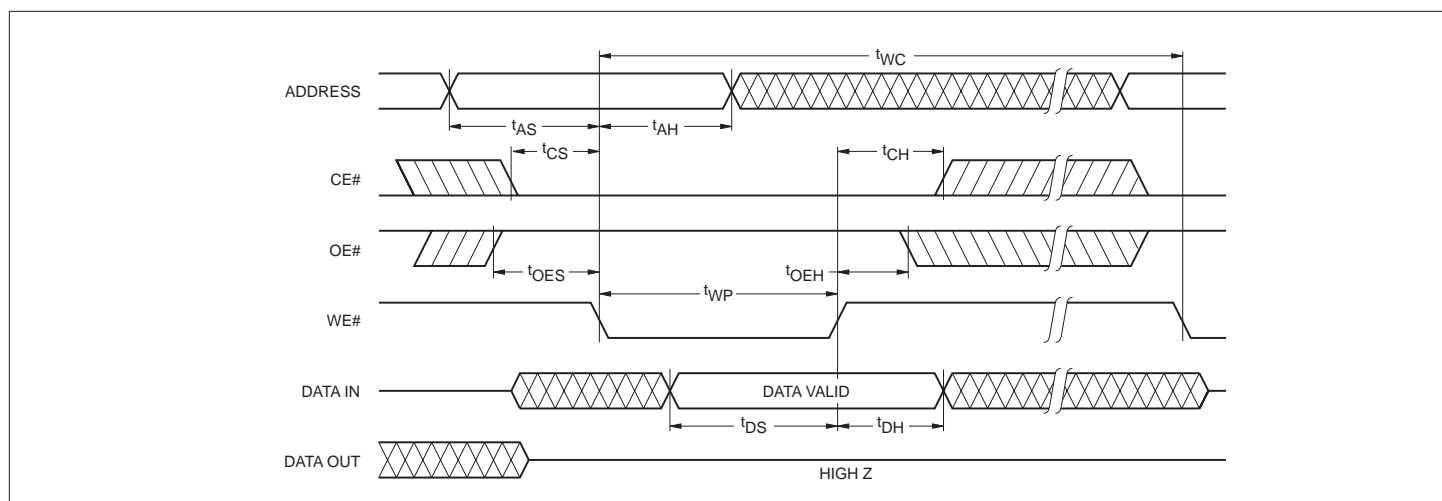 tWC
ADDRESS
tAS
tAH
tCS
tCH
CE#
OE#
tOES
tOEH
tWP
WE#
DATA IN
DATA VALID
tDS
tDH
DATA OUT
HIGH Z